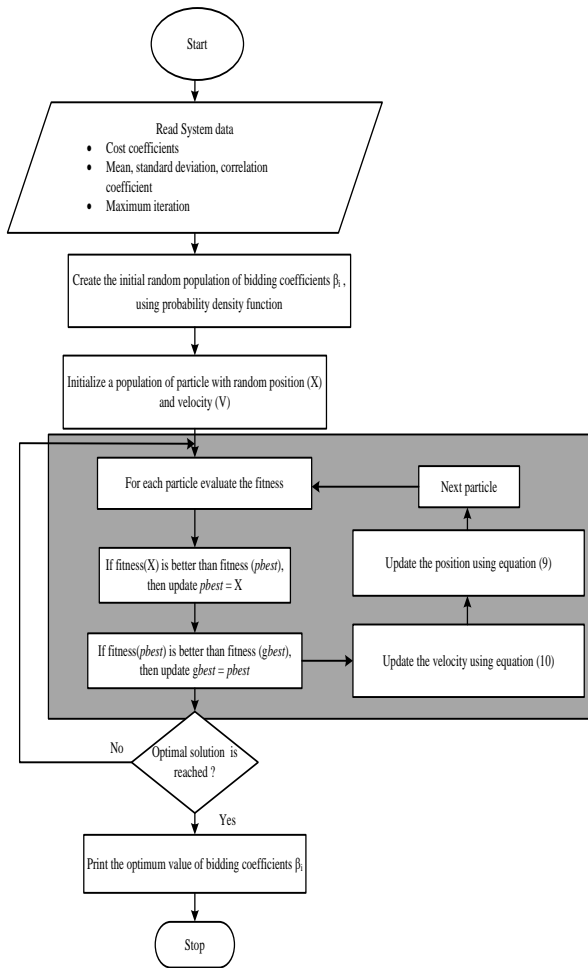 Start
Read System data
• Cost coefficients
• Mean, standard deviation, correlation
coefficient
• Maximum iteration
Create the initial random population of bidding coefficients βi ,
using probability density function
Initialize a population of particle with random position (X)
and velocity (V)
For each particle evaluate the fitness
Next particle
If fitness(X) is better than fitness (pbest),
then update pbest = X
Update the position using equation (9)
If fitness(pbest) is better than fitness (gbest),
then update gbest = pbest
Update the velocity using equation (10)
No
Optimal solution is
reached ?
Yes
Print the optimum value of bidding coefficients βi
Stop